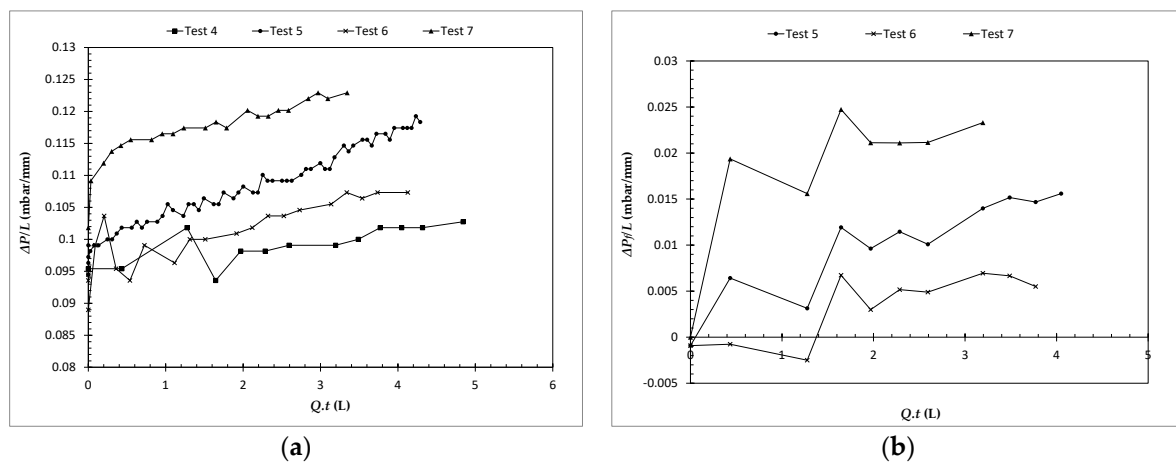 Test 4 Test 5 Test 6 Test 7
0.13
0.125
0.12
0.115
0.11
0.105
0.1
0.095
0.09
0.085
0.08
ΔP/L (mbar/mm)
0 1 2 3 4 5 6
Q.t (L)
(a)
Test 5 Test 6 Test 7
0.03
0.025
0.02
0.015
0.01
0.005
0
-0.005
ΔPf/L (mbar/mm)
0 1 2 3 4 5
Q.t (L)
(b)